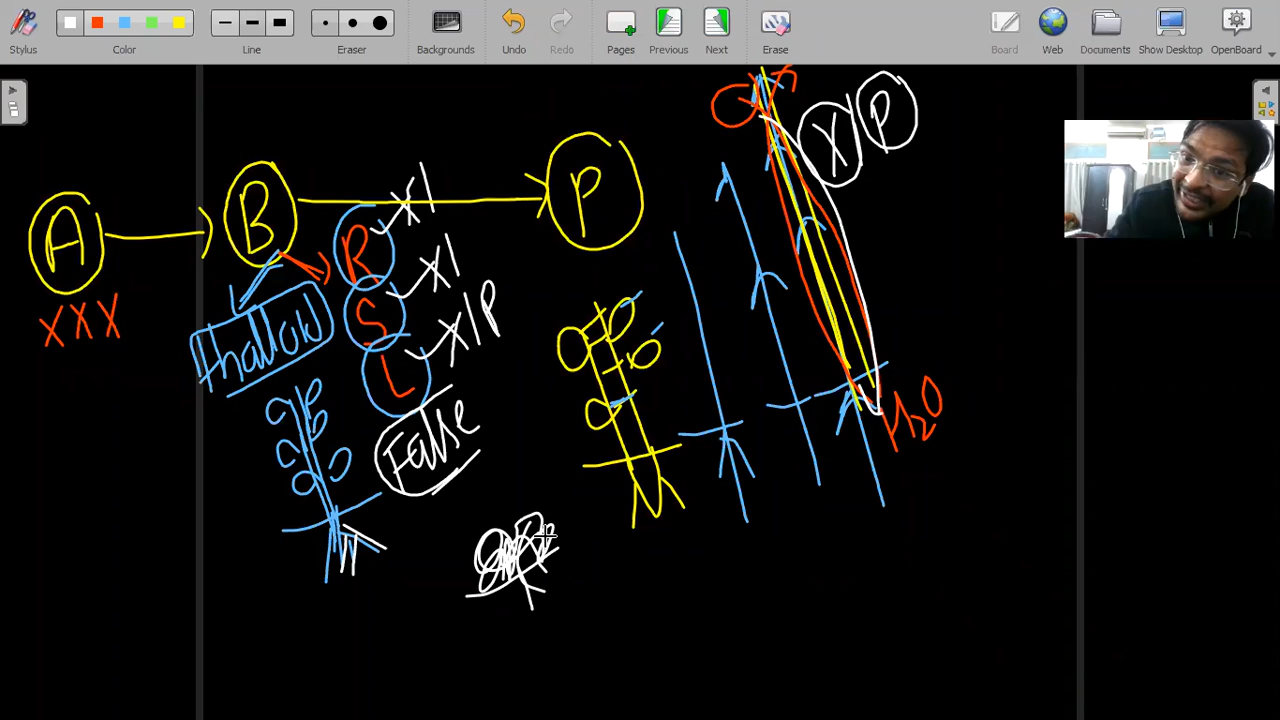 Stylus
Color
Line
Eraser
Backgrounds
Undo
Redo
Pages
Previous
Next
Erase
Board
Web
Documents
Show Desktop
OpenBoard
A
B
P
XXX
R X|
S X|
L X|P
Thalloid
False
X P
H2O